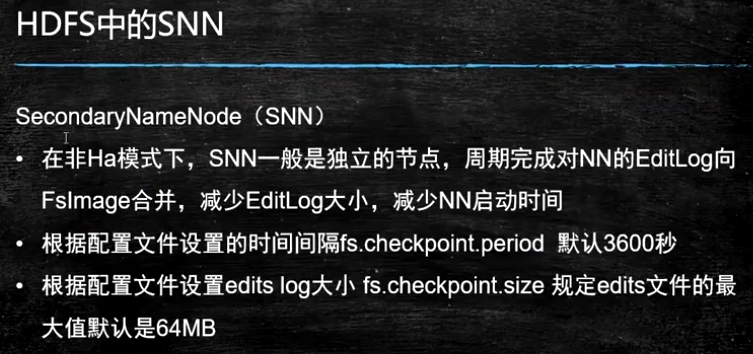 HDFS中的SNN
SecondaryNameNode（SNN）
• 在非Ha模式下，SNN一般是独立的节点，周期完成对NN的EditLog向
FsImage合并，减少EditLog大小，减少NN启动时间
• 根据配置文件设置的时间间隔fs.checkpoint.period 默认3600秒
• 根据配置文件设置edits log大小 fs.checkpoint.size 规定edits文件的最
大值默认是64MB